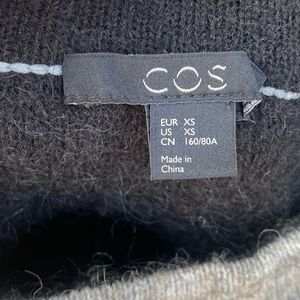 COS
EUR XS
US XS
CN 160/80A
Made in
China